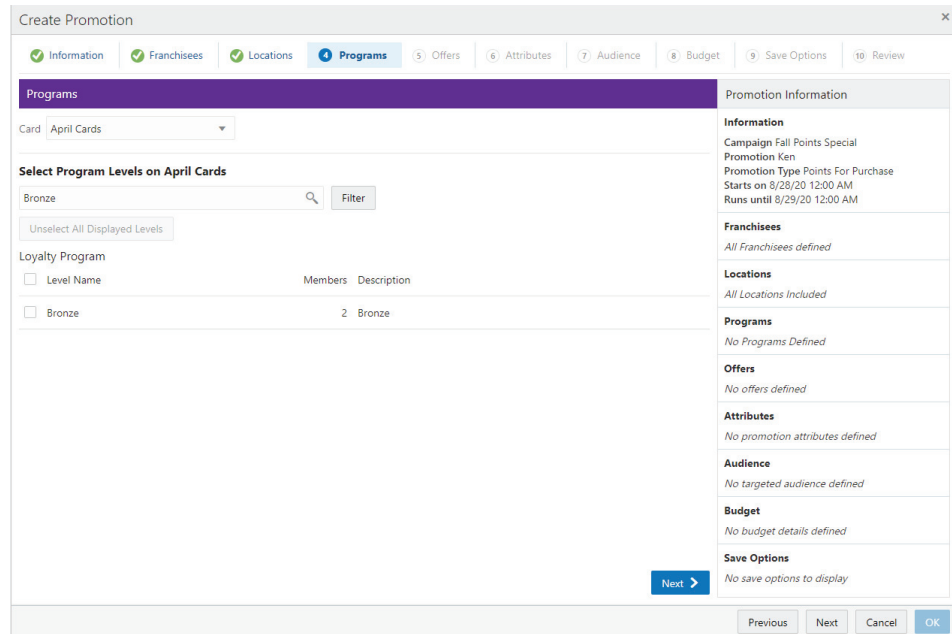 Create Promotion
×
Information
Franchisees
Locations
4 Programs
5 Offers
6 Attributes
7 Audience
8 Budget
9 Save Options
10 Review
Programs
Card April Cards
Select Program Levels on April Cards
Bronze
Filter
Unselect All Displayed Levels
Loyalty Program
Level Name Members Description
Bronze 2 Bronze
Next
Promotion Information
Information
Campaign Fall Points Special
Promotion Ken
Promotion Type Points For Purchase
Starts on 8/28/20 12:00 AM
Runs until 8/29/20 12:00 AM
Franchisees
All Franchisees defined
Locations
All Locations Included
Programs
No Programs Defined
Offers
No offers defined
Attributes
No promotion attributes defined
Audience
No targeted audience defined
Budget
No budget details defined
Save Options
No save options to display
Previous Next Cancel OK